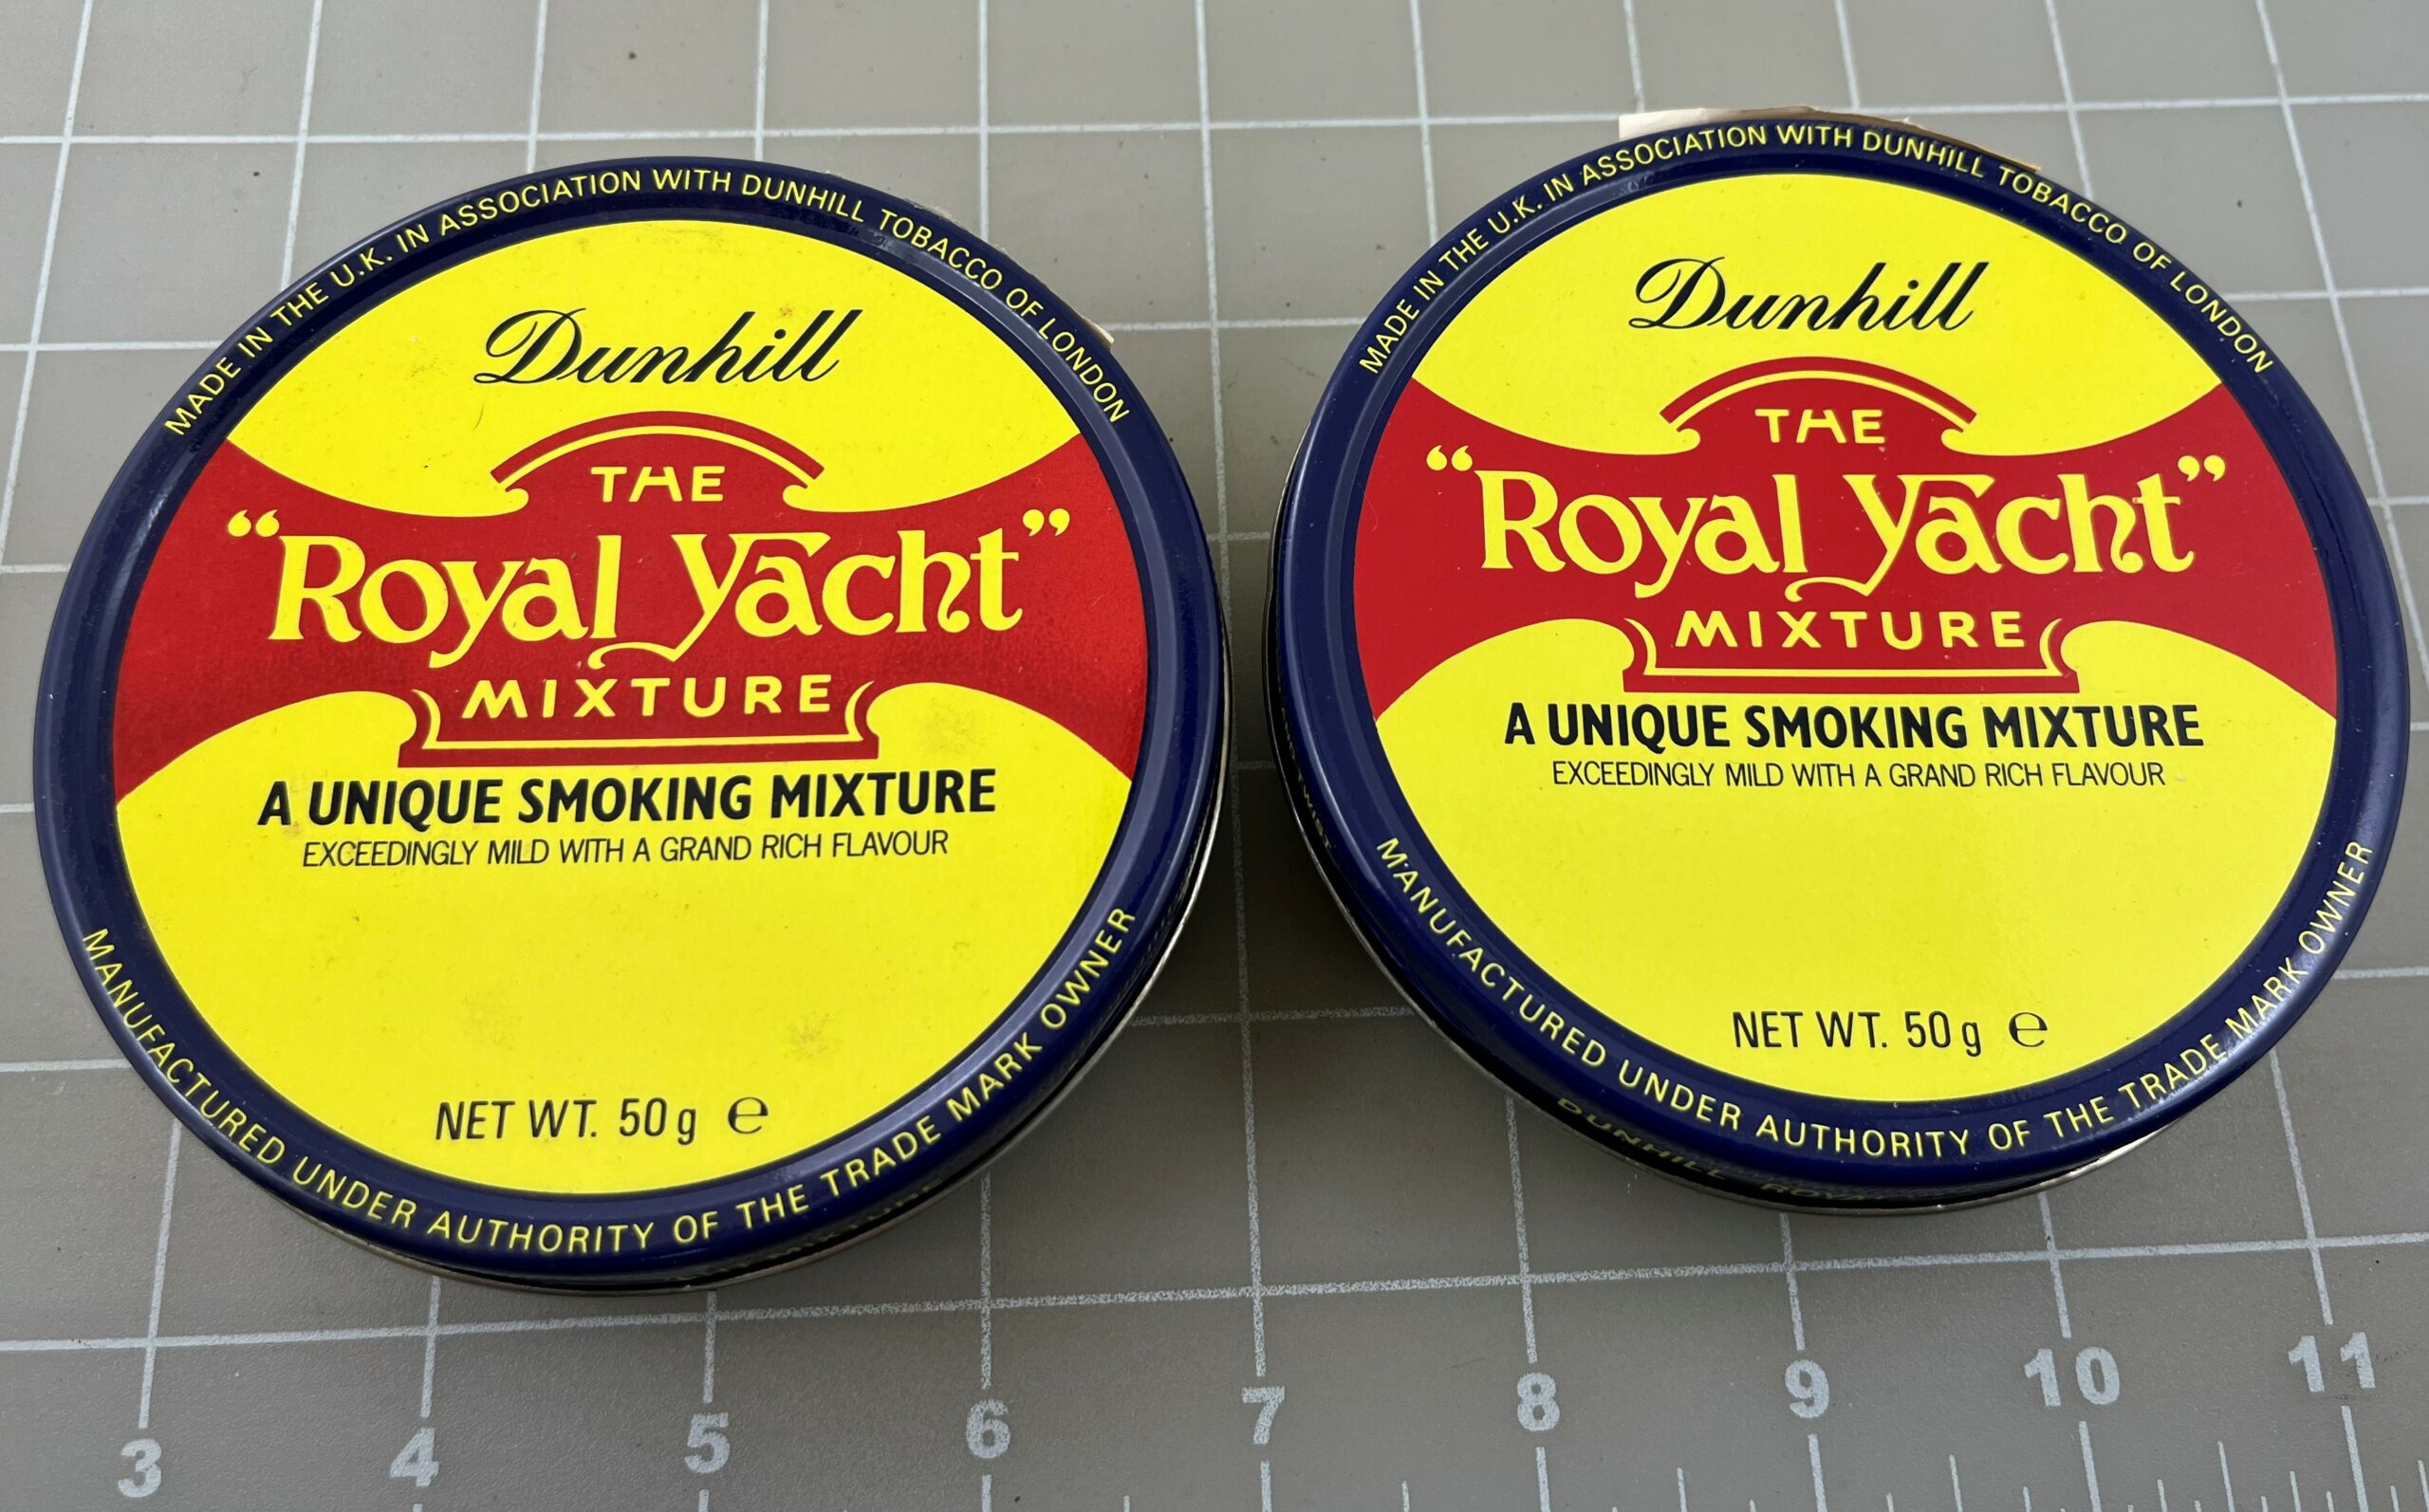 MADE IN THE U.K. IN ASSOCIATION WITH DUNHILL TOBACCO OF LONDON
Dunhill
THE
“Royal Yacht”
MIXTURE
A UNIQUE SMOKING MIXTURE
EXCEEDINGLY MILD WITH A GRAND RICH FLAVOUR
NET WT. 50g ℮
MANUFACTURED UNDER AUTHORITY OF THE TRADE MARK OWNER
MADE IN THE U.K. IN ASSOCIATION WITH DUNHILL TOBACCO OF LONDON
Dunhill
THE
“Royal Yacht”
MIXTURE
A UNIQUE SMOKING MIXTURE
EXCEEDINGLY MILD WITH A GRAND RICH FLAVOUR
NET WT. 50g ℮
MANUFACTURED UNDER AUTHORITY OF THE TRADE MARK OWNER
DUNHILL ROYAL
3 4 5 6 7 8 9 10 11